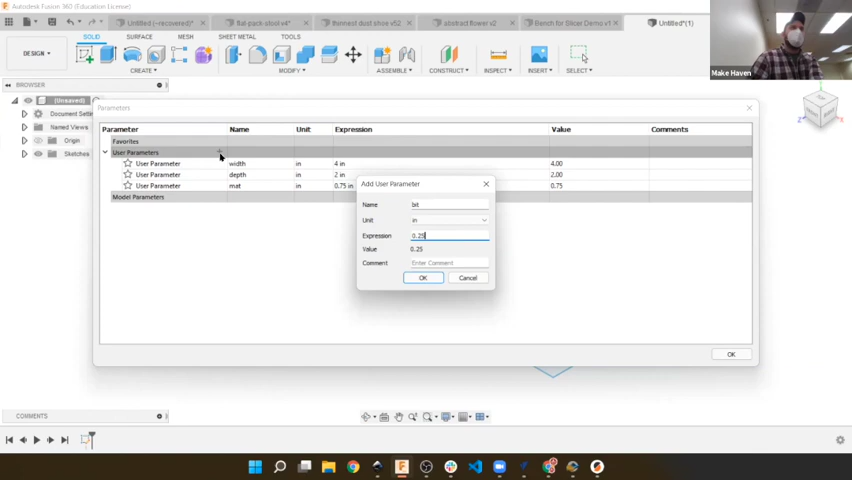 Autodesk Fusion 360 (Education License)
Untitled (~recovered)*
flat-pack-stool v4*
thinnest dust shoe v52
abstract flower v2
Bench for Slicer Demo v1
Untitled*(1)
SOLID SURFACE MESH SHEET METAL TOOLS
DESIGN
CREATE MODIFY ASSEMBLE CONSTRUCT INSPECT INSERT SELECT
Make Haven
BROWSER
(Unsaved)
Document Sett
Named Views
Origin
Sketches
Parameters
Parameter Name Unit Expression Value Comments
Favorites
User Parameters
User Parameter width in 4 in 4.00
User Parameter depth in 2 in 2.00
User Parameter mat in 0.75 in 0.75
Model Parameters
Add User Parameter
Name bit
Unit in
Expression 0.25
Value 0.25
Comment Enter Comment
OK Cancel
OK
COMMENTS